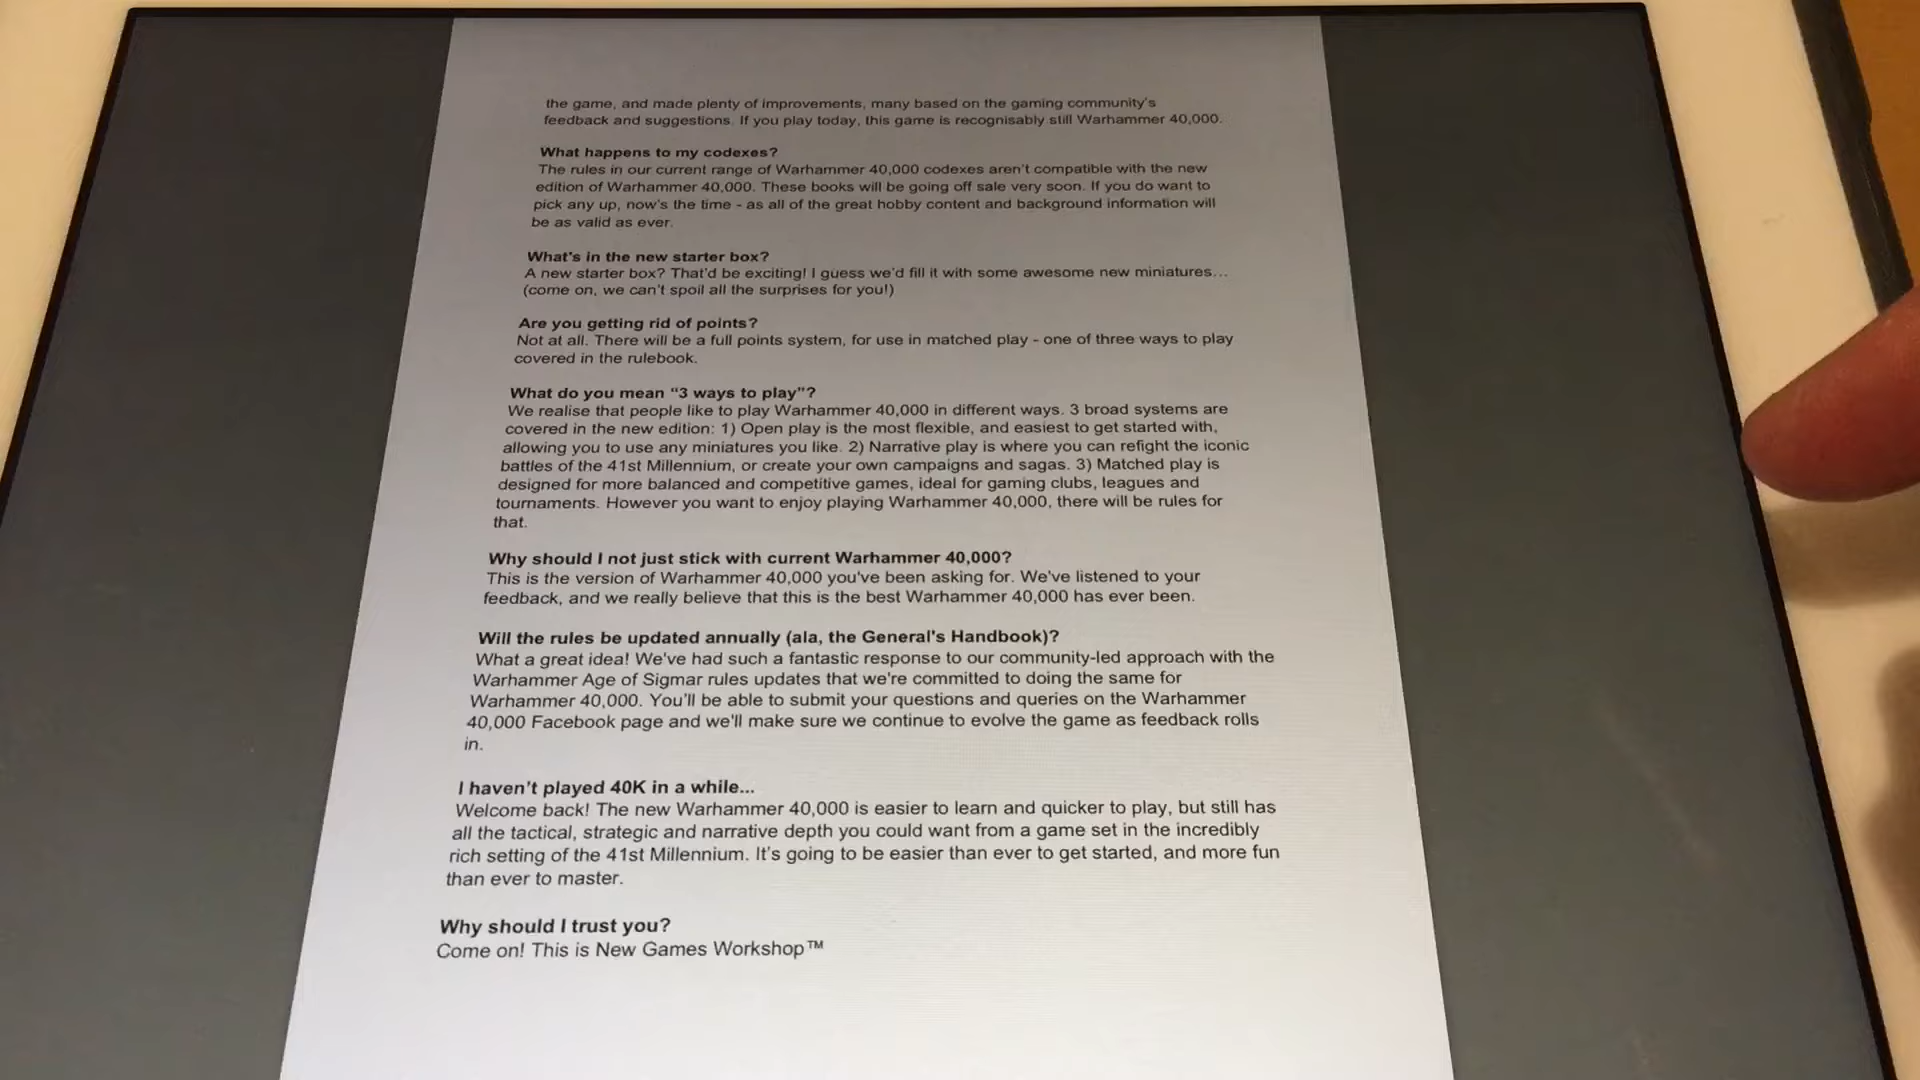 the game, and made plenty of improvements, many based on the gaming community's
feedback and suggestions. If you play today, this game is recognisably still Warhammer 40,000.
What happens to my codexes?
The rules in our current range of Warhammer 40,000 codexes aren't compatible with the new
edition of Warhammer 40,000. These books will be going off sale very soon. If you do want to
pick any up, now's the time - as all of the great hobby content and background information will
be as valid as ever.
What's in the new starter box?
A new starter box? That'd be exciting! I guess we'd fill it with some awesome new miniatures…
(come on, we can't spoil all the surprises for you!)
Are you getting rid of points?
Not at all. There will be a full points system, for use in matched play - one of three ways to play
covered in the rulebook.
What do you mean “3 ways to play”?
We realise that people like to play Warhammer 40,000 in different ways. 3 broad systems are
covered in the new edition: 1) Open play is the most flexible, and easiest to get started with,
allowing you to use any miniatures you like. 2) Narrative play is where you can refight the iconic
battles of the 41st Millennium, or create your own campaigns and sagas. 3) Matched play is
designed for more balanced and competitive games, ideal for gaming clubs, leagues and
tournaments. However you want to enjoy playing Warhammer 40,000, there will be rules for
that.
Why should I not just stick with current Warhammer 40,000?
This is the version of Warhammer 40,000 you've been asking for. We've listened to your
feedback, and we really believe that this is the best Warhammer 40,000 has ever been.
Will the rules be updated annually (ala, the General's Handbook)?
What a great idea! We've had such a fantastic response to our community-led approach with the
Warhammer Age of Sigmar rules updates that we're committed to doing the same for
Warhammer 40,000. You'll be able to submit your questions and queries on the Warhammer
40,000 Facebook page and we'll make sure we continue to evolve the game as feedback rolls
in.
I haven't played 40K in a while...
Welcome back! The new Warhammer 40,000 is easier to learn and quicker to play, but still has
all the tactical, strategic and narrative depth you could want from a game set in the incredibly
rich setting of the 41st Millennium. It's going to be easier than ever to get started, and more fun
than ever to master.
Why should I trust you?
Come on! This is New Games Workshop™